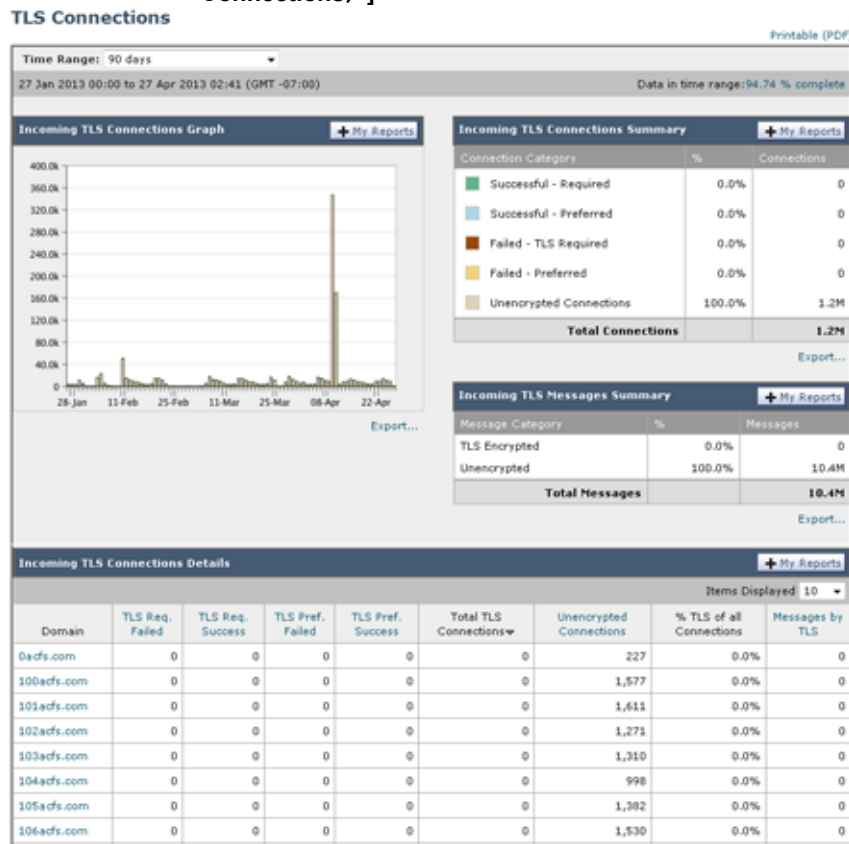 Connections, ]
TLS Connections
Printable (PDF
Time Range: 90 days
27 Jan 2013 00:00 to 27 Apr 2013 02:41 (GMT -07:00)
Data in time range:94.74 % complete
Incoming TLS Connections Graph
+ My Reports
400.0k
360.0k
320.0k
280.0k
240.0k
200.0k
160.0k
120.0k
80.0k
40.0k
0
28-Jan 11-Feb 25-Feb 11-Mar 25-Mar 08-Apr 22-Apr
Export...
Incoming TLS Connections Summary
+ My Reports
Connection Category % Connections
Successful - Required 0.0% 0
Successful - Preferred 0.0% 0
Failed - TLS Required 0.0% 0
Failed - Preferred 0.0% 0
Unencrypted Connections 100.0% 1.2M
Total Connections 1.2M
Export...
Incoming TLS Messages Summary
+ My Reports
Message Category % Messages
TLS Encrypted 0.0% 0
Unencrypted 100.0% 10.4M
Total Messages 10.4M
Export...
Incoming TLS Connections Details
+ My Reports
Items Displayed 10
Domain TLS Req. Failed TLS Req. Success TLS Pref. Failed TLS Pref. Success Total TLS Connections Unencrypted Connections % TLS of all Connections Messages by TLS
0acfs.com 0 0 0 0 0 227 0.0% 0
100acfs.com 0 0 0 0 0 1,577 0.0% 0
101acfs.com 0 0 0 0 0 1,611 0.0% 0
102acfs.com 0 0 0 0 0 1,271 0.0% 0
103acfs.com 0 0 0 0 0 1,310 0.0% 0
104acfs.com 0 0 0 0 0 998 0.0% 0
105acfs.com 0 0 0 0 0 1,382 0.0% 0
106acfs.com 0 0 0 0 0 1,530 0.0% 0